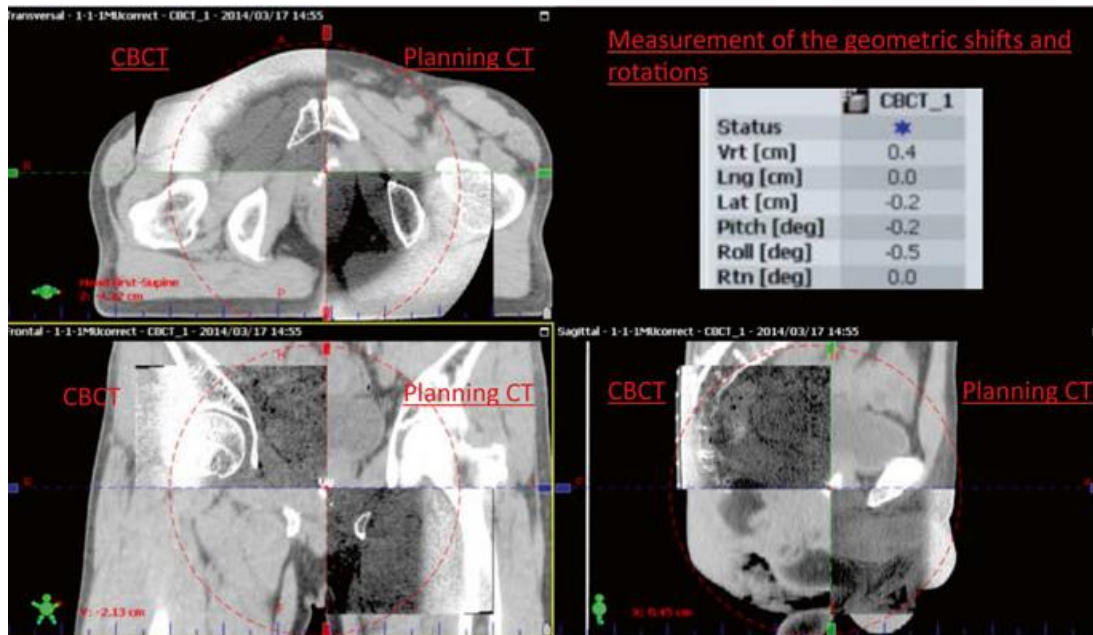 Transversal - 1-1-1MUcorrect - CBCT_1 - 2014/03/17 14:55
CBCT
Planning CT
A
R
P
Head First-Supine
Z: cm
Measurement of the geometric shifts and
rotations
CBCT_1
Status
Vrt [cm] 0.4
Lng [cm] 0.0
Lat [cm] -0.2
Pitch [deg] -0.2
Roll [deg] -0.5
Rtn [deg] 0.0
Frontal - 1-1-1MUcorrect - CBCT_1 - 2014/03/17 14:55
CBCT
Planning CT
H
Y: -2.13 cm
Sagittal - 1-1-1MUcorrect - CBCT_1 - 2014/03/17 14:55
CBCT
Planning CT
X: 0.45 cm